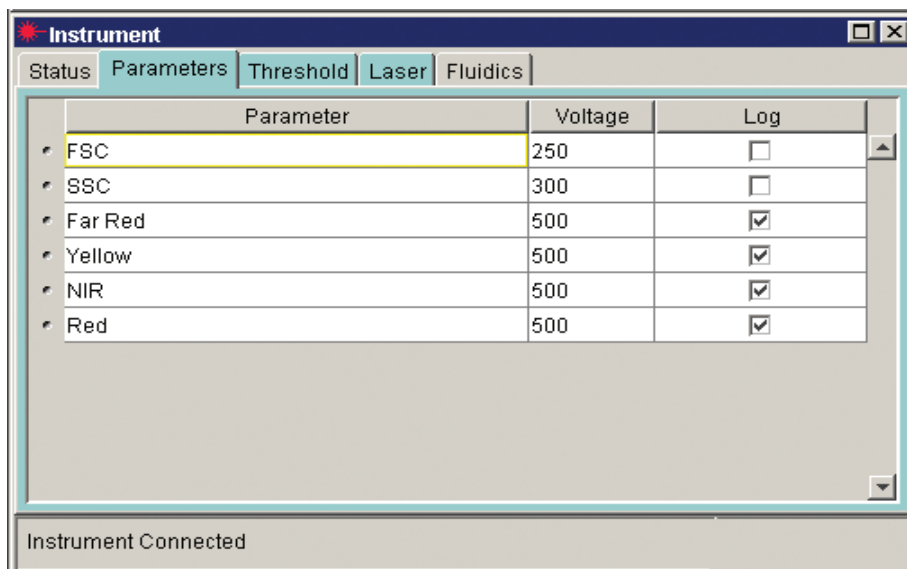 Instrument
Status Parameters Threshold Laser Fluidics
Parameter Voltage Log
FSC 250
SSC 300
Far Red 500
Yellow 500
NIR 500
Red 500
Instrument Connected